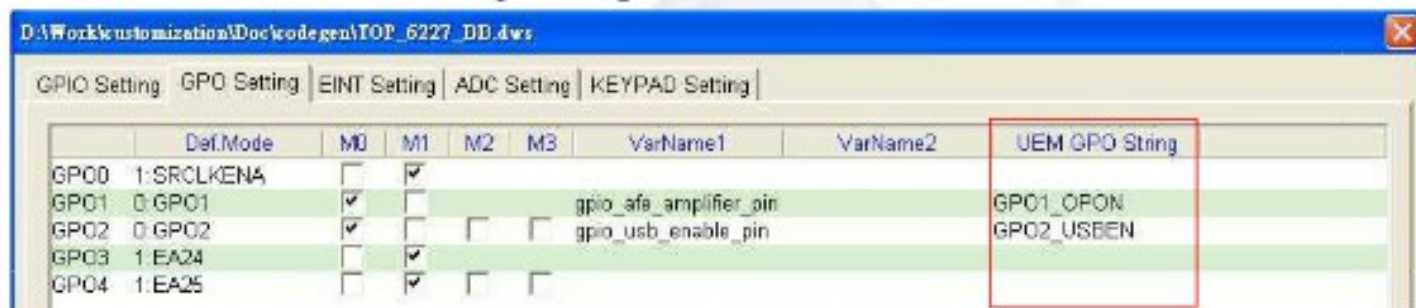 D:\Work\customization\Doc\codegen\TOP_6227_BB.dws
GPIO Setting GPO Setting EINT Setting ADC Setting KEYPAD Setting
Def.Mode M0 M1 M2 M3 VarName1 VarName2 UEM GPO String
GPO0 1:SRCLKENA
GPO1 0:GPO1 gpio_afe_amplifier_pin GPO1_OPON
GPO2 0:GPO2 gpio_usb_enable_pin GPO2_USBEN
GPO3 1:EA24
GPO4 1:EA25